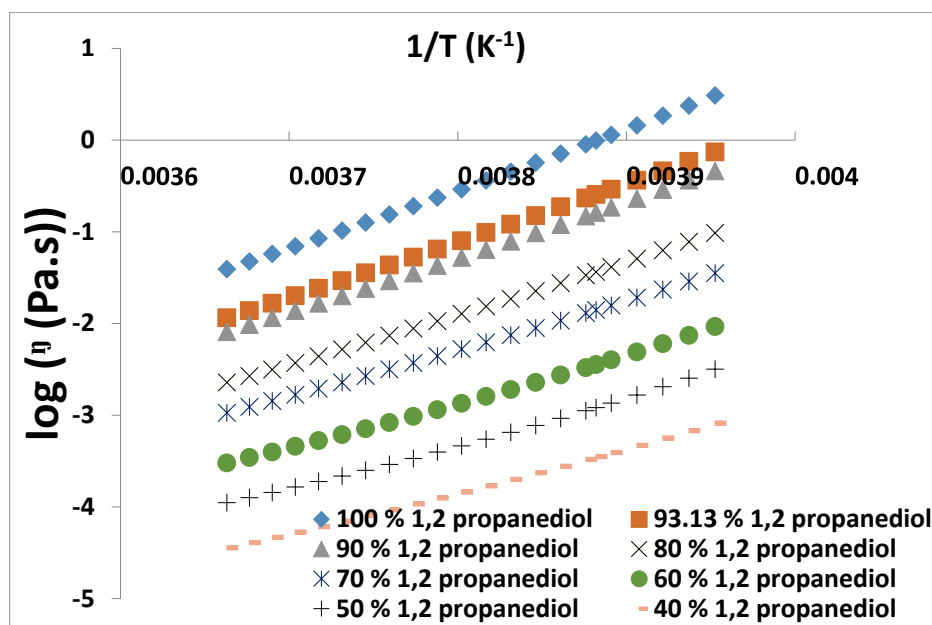 1/T (K-1)
1
0
0.0036 0.0037 0.0038 0.0039 0.004
-1
-2
-3
-4
-5
log (η (Pa.s))
100 % 1,2 propanediol 93.13 % 1,2 propanediol
90 % 1,2 propanediol 80 % 1,2 propanediol
70 % 1,2 propanediol 60 % 1,2 propanediol
50 % 1,2 propanediol 40 % 1,2 propanediol